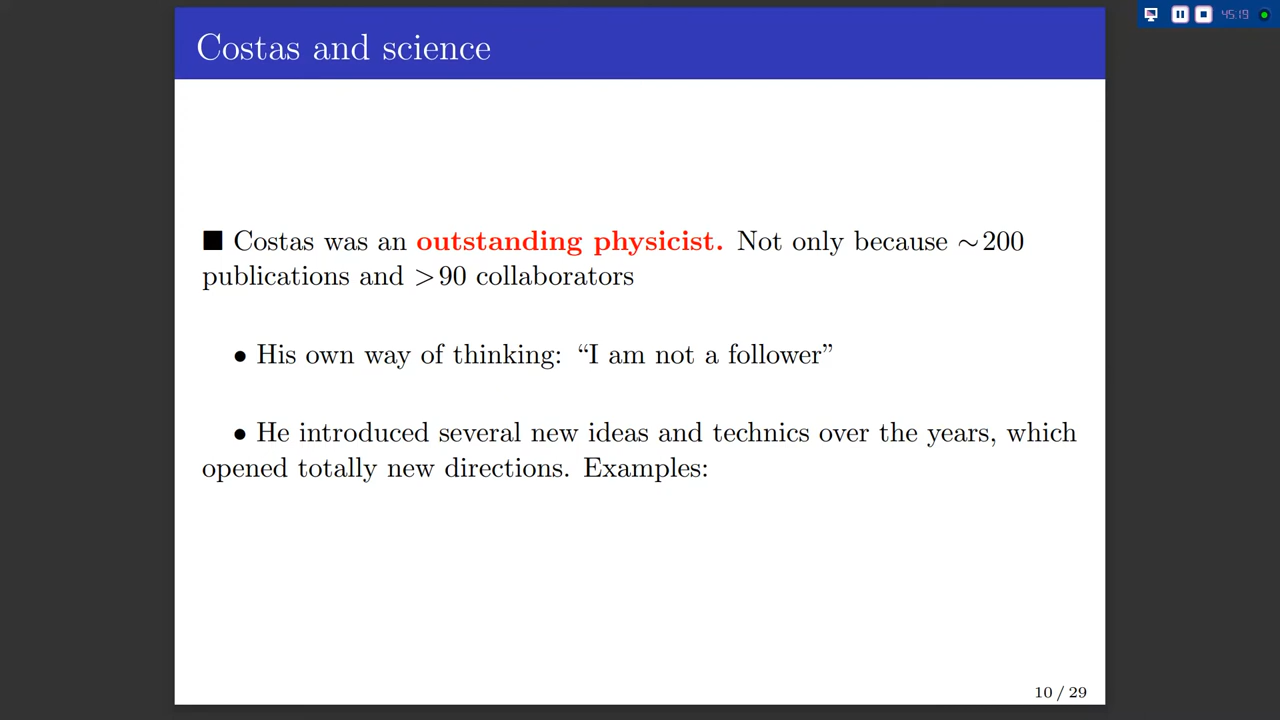 45:19
Costas and science
■ Costas was an outstanding physicist. Not only because ∼200
publications and >90 collaborators
• His own way of thinking: “I am not a follower”
• He introduced several new ideas and technics over the years, which
opened totally new directions. Examples:
10 / 29